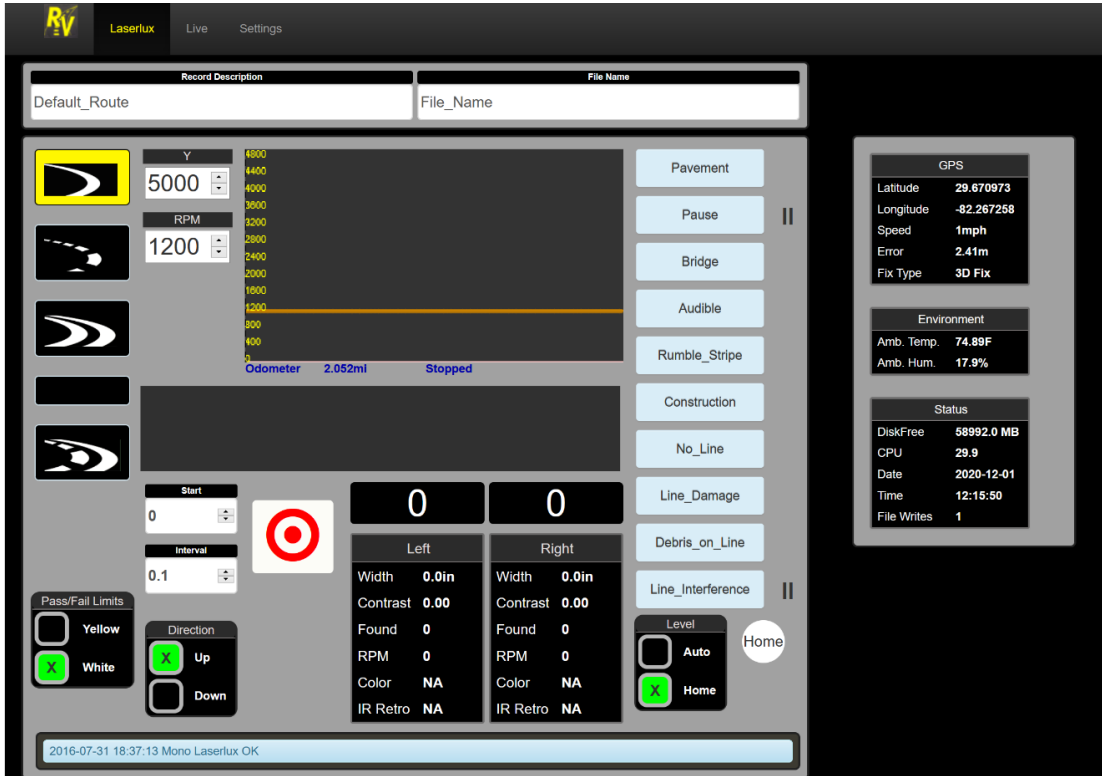 RV
Laserlux
Live
Settings
Record Description
File Name
Default_Route
File_Name
Y
5000
RPM
1200
4800
4400
4000
3600
3200
2800
2400
2000
1600
1200
800
400
0
Odometer 2.052mi Stopped
Pavement
Pause
Bridge
Audible
Rumble_Stripe
Construction
No_Line
Line_Damage
Debris_on_Line
Line_Interference
Start
0
Interval
0.1
Pass/Fail Limits
Yellow
X White
Direction
X Up
Down
0
0
Left
Width 0.0in
Contrast 0.00
Found 0
RPM 0
Color NA
IR Retro NA
Right
Width 0.0in
Contrast 0.00
Found 0
RPM 0
Color NA
IR Retro NA
Level
Auto
X Home
Home
2016-07-31 18:37:13 Mono Laserlux OK
GPS
Latitude 29.670973
Longitude -82.267258
Speed 1mph
Error 2.41m
Fix Type 3D Fix
Environment
Amb. Temp. 74.89F
Amb. Hum. 17.9%
Status
DiskFree 58992.0 MB
CPU 29.9
Date 2020-12-01
Time 12:15:50
File Writes 1